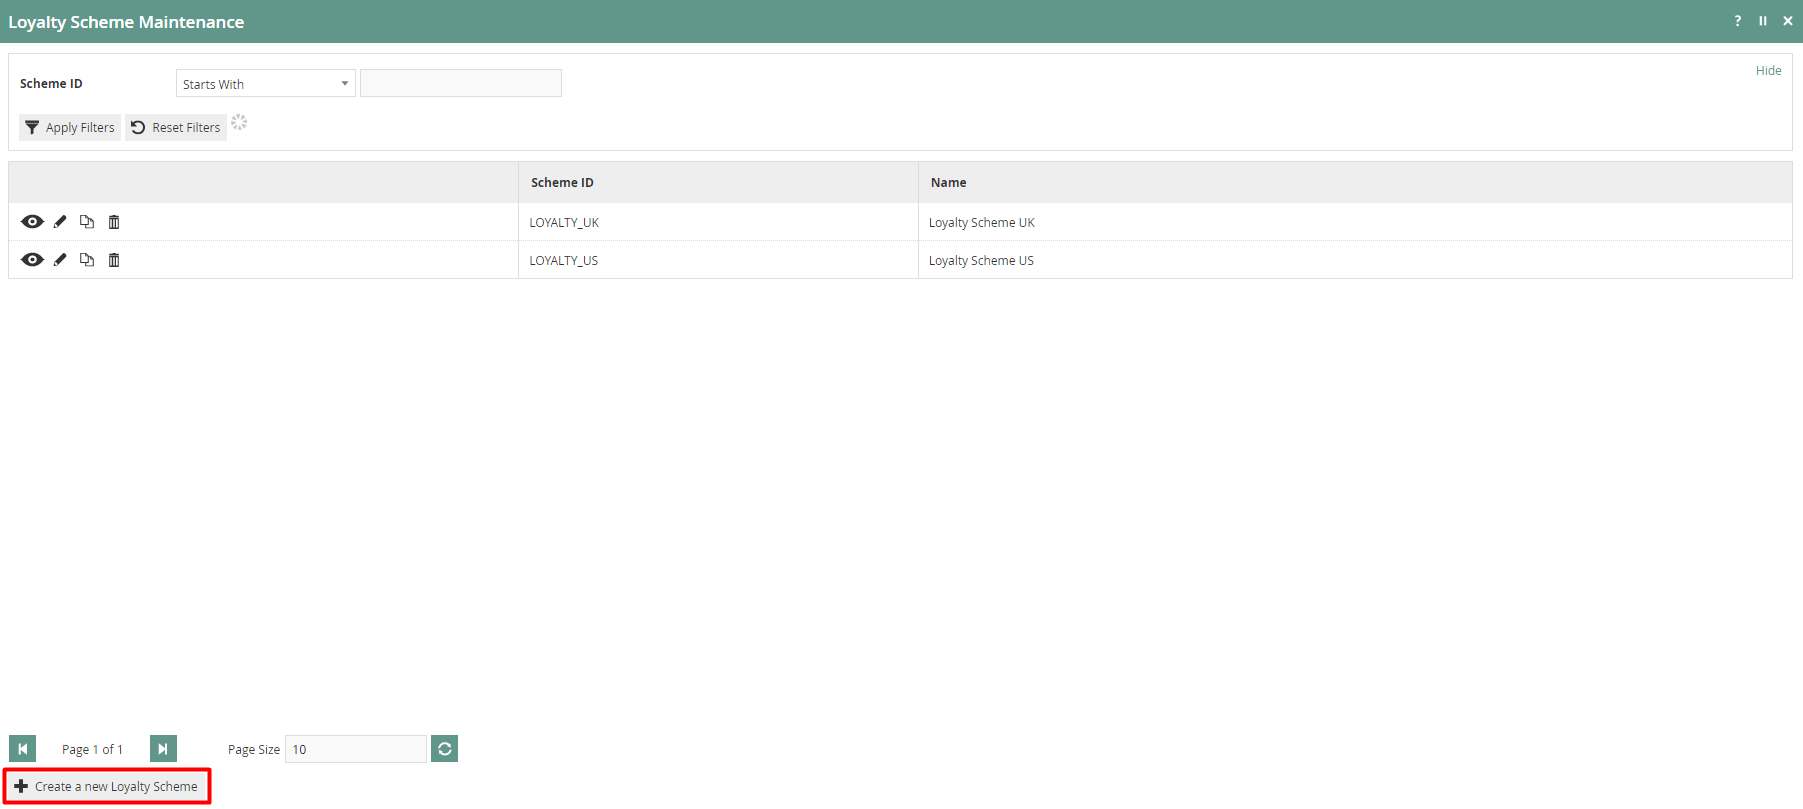 Loyalty Scheme Maintenance ?
Hide
Scheme ID Starts With
Apply Filters Reset Filters
Scheme ID Name
LOYALTY_UK Loyalty Scheme UK
LOYALTY_US Loyalty Scheme US
Page 1 of 1 Page Size 10
Create a new Loyalty Scheme